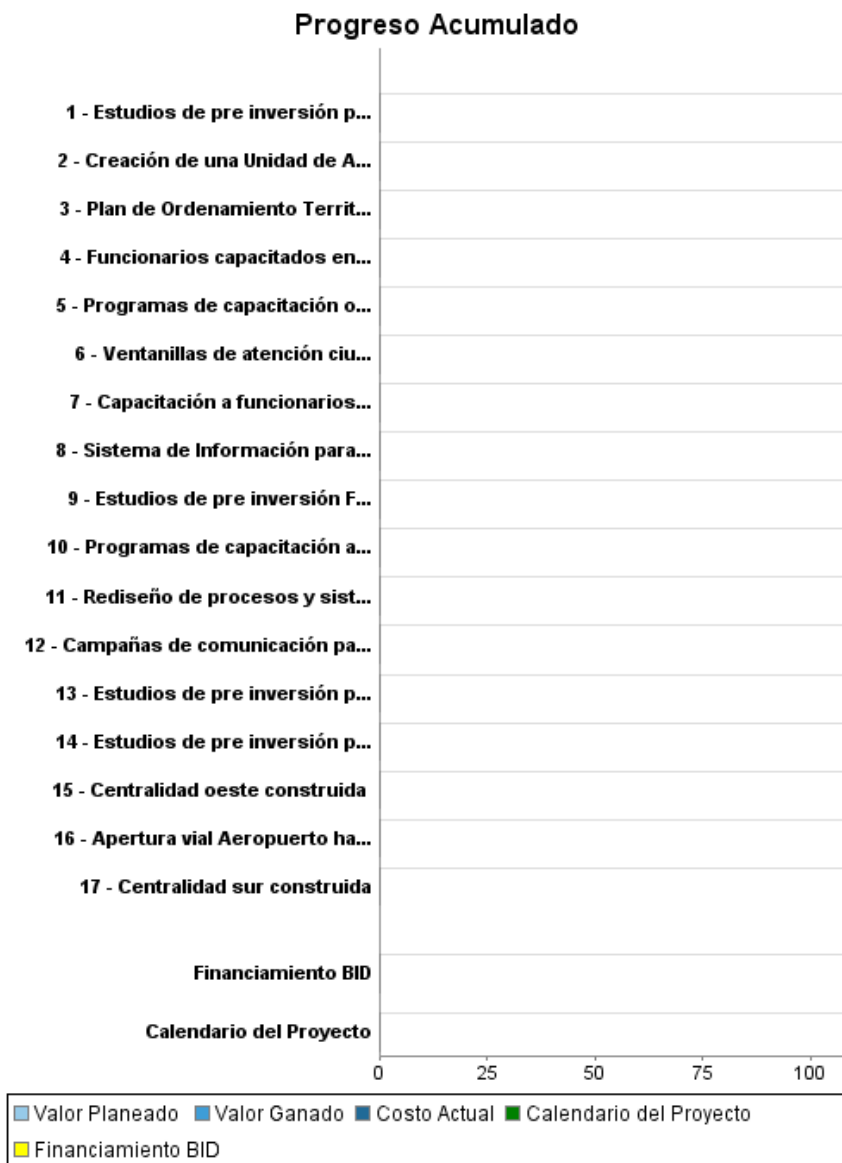 Progreso Acumulado
1 - Estudios de pre inversión p...
2 - Creación de una Unidad de A...
3 - Plan de Ordenamiento Territ...
4 - Funcionarios capacitados en...
5 - Programas de capacitación o...
6 - Ventanillas de atención ciu...
7 - Capacitación a funcionarios...
8 - Sistema de Información para...
9 - Estudios de pre inversión F...
10 - Programas de capacitación a...
11 - Rediseño de procesos y sist...
12 - Campañas de comunicación pa...
13 - Estudios de pre inversión p...
14 - Estudios de pre inversión p...
15 - Centralidad oeste construida
16 - Apertura vial Aeropuerto ha...
17 - Centralidad sur construida
Financiamiento BID
Calendario del Proyecto
0 25 50 75 100
Valor Planeado Valor Ganado Costo Actual Calendario del Proyecto
Financiamiento BID